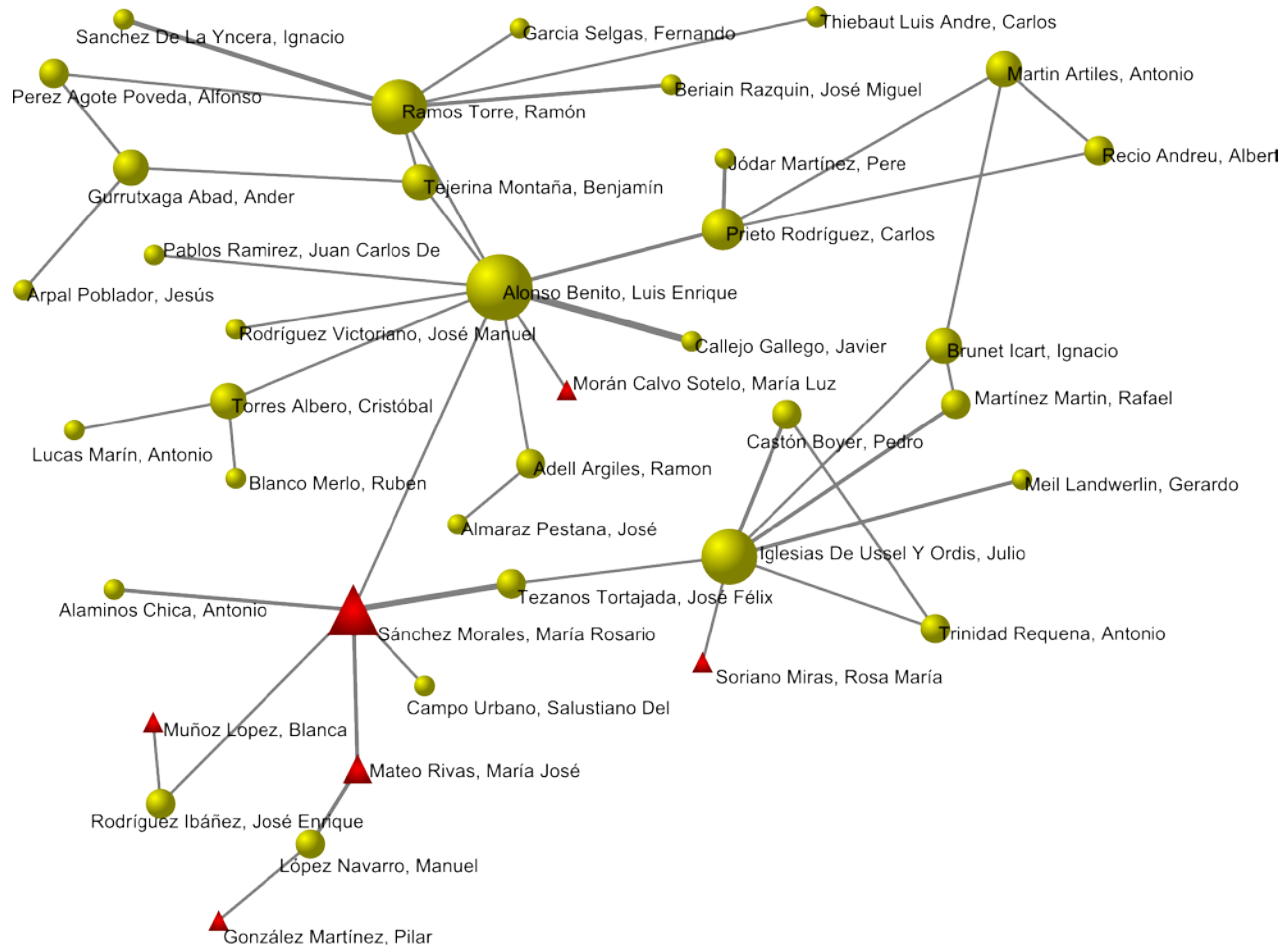 Thiebaut Luis Andre, Carlos
Garcia Selgas, Fernando
Sanchez De La Yncera, Ignacio
Martin Artiles, Antonio
Beriain Razquin, José Miguel
Perez Agote Poveda, Alfonso
Ramos Torre, Ramón
Recio Andreu, Albert
Jódar Martínez, Pere
Tejerina Montaña, Benjamín
Gurrutxaga Abad, Ander
Prieto Rodríguez, Carlos
Pablos Ramirez, Juan Carlos De
Alonso Benito, Luis Enrique
Arpal Poblador, Jesús
Rodríguez Victoriano, José Manuel
Callejo Gallego, Javier
Brunet Icart, Ignacio
Morán Calvo Sotelo, María Luz
Martínez Martin, Rafael
Torres Albero, Cristóbal
Castón Boyer, Pedro
Lucas Marín, Antonio
Adell Argiles, Ramon
Blanco Merlo, Ruben
Meil Landwerlin, Gerardo
Almaraz Pestana, José
Iglesias De Ussel Y Ordis, Julio
Tezanos Tortajada, José Félix
Alaminos Chica, Antonio
Sánchez Morales, María Rosario
Trinidad Requena, Antonio
Soriano Miras, Rosa María
Campo Urbano, Salustiano Del
Muñoz Lopez, Blanca
Mateo Rivas, María José
Rodríguez Ibáñez, José Enrique
López Navarro, Manuel
González Martínez, Pilar